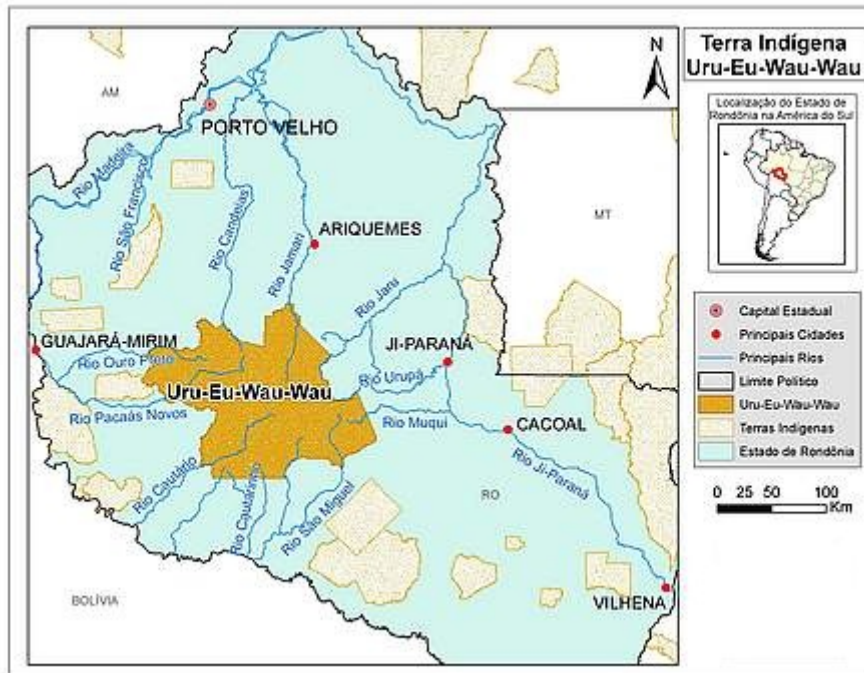 Terra Indígena
Uru-Eu-Wau-Wau
Localização do Estado de
Rondônia na América do Sul
N
AM
PORTO VELHO
Rio Madeira
Rio São Francisco
Rio Candeias
Rio Jamari
ARIQUEMES
MT
Rio Jaru
GUAJARÁ-MIRIM
JI-PARANÁ
Rio Ouro Preto
Uru-Eu-Wau-Wau
Rio Urupá
Rio Pacaás Novos
Rio Muqui
CACOAL
Rio Cautário
Rio Cautárinho
Rio São Miguel
Rio Ji-Paraná
RO
BOLÍVIA
VILHENA
Capital Estadual
Principais Cidades
Principais Rios
Limite Político
Uru-Eu-Wau-Wau
Terras Indígenas
Estado de Rondônia
0 25 50 100
Km